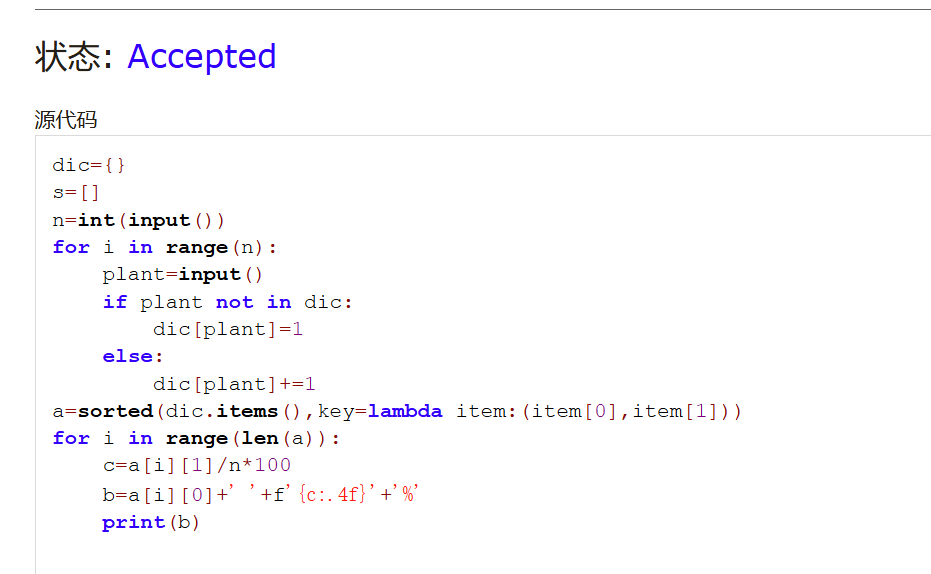 状态: Accepted
源代码
dic={}
s=[]
n=int(input())
for i in range(n):
    plant=input()
    if plant not in dic:
        dic[plant]=1
    else:
        dic[plant]+=1
a=sorted(dic.items(),key=lambda item:(item[0],item[1]))
for i in range(len(a)):
    c=a[i][1]/n*100
    b=a[i][0]+' '+f'{c:.4f}'+'%'
    print(b)